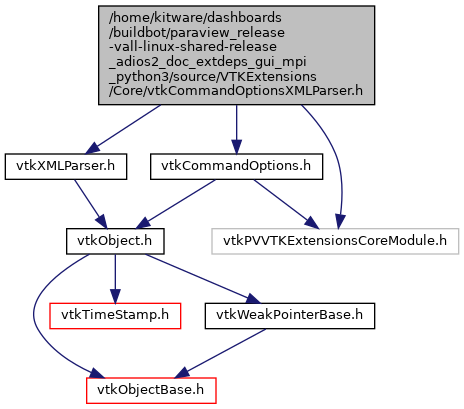 /home/kitware/dashboards
/buildbot/paraview_release
-vall-linux-shared-release
_adios2_doc_extdeps_gui_mpi
_python3/source/VTKExtensions
/Core/vtkCommandOptionsXMLParser.h
vtkXMLParser.h
vtkCommandOptions.h
vtkObject.h
vtkPVVTKExtensionsCoreModule.h
vtkTimeStamp.h
vtkWeakPointerBase.h
vtkObjectBase.h